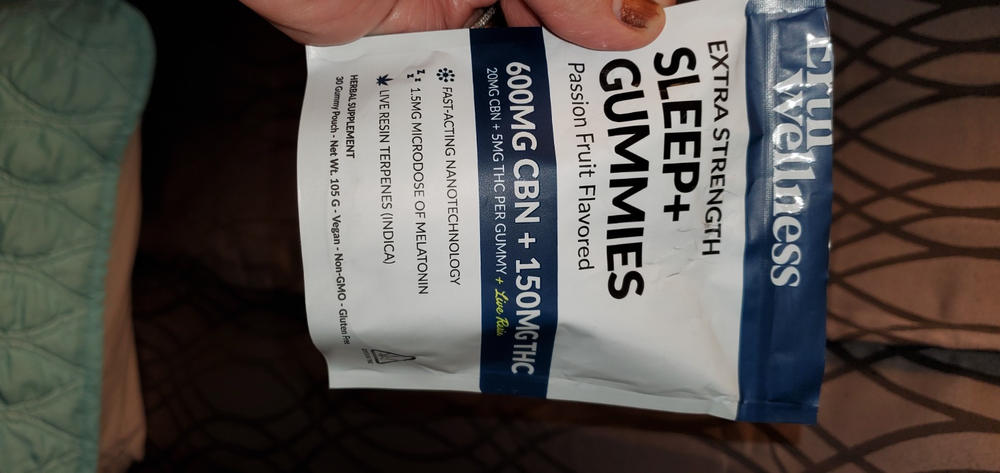 Wellness
EXTRA STRENGTH
SLEEP+
GUMMIES
Passion Fruit Flavored
600MG CBN + 150MG THC
20MG CBN + 5MG THC PER GUMMY + Live Resin
FAST-ACTING NANOTECHNOLOGY
1.5MG MICRODOSE OF MELATONIN
LIVE RESIN TERPENES (INDICA)
HERBAL SUPPLEMENT
30 Gummy Pouch - Net Wt. 105 G - Vegan - Non-GMO - Gluten Free